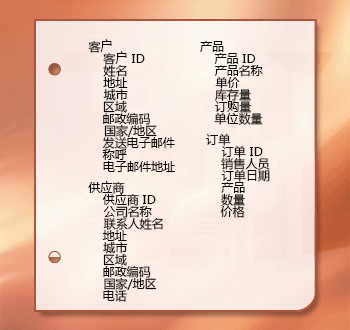 客户
客户 ID
姓名
地址
城市
区域
邮政编码
国家/地区
发送电子邮件
称呼
电子邮件地址
供应商
供应商 ID
公司名称
联系人姓名
地址
城市
区域
邮政编码
国家/地区
电话
产品
产品 ID
产品名称
单价
库存量
订购量
单位数量
订单
订单 ID
销售人员
订单日期
产品
数量
价格